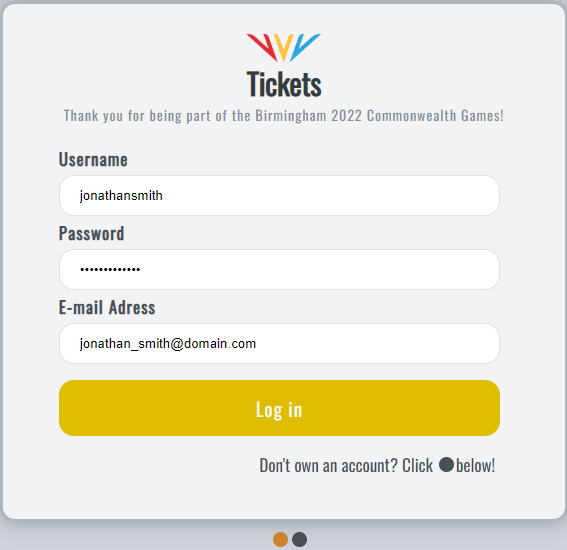 Tickets
Thank you for being part of the Birmingham 2022 Commonwealth Games!
Username
jonathansmith
Password
•••••••••••••
E-mail Adress
jonathan_smith@domain.com
Log in
Don't own an account? Click below!